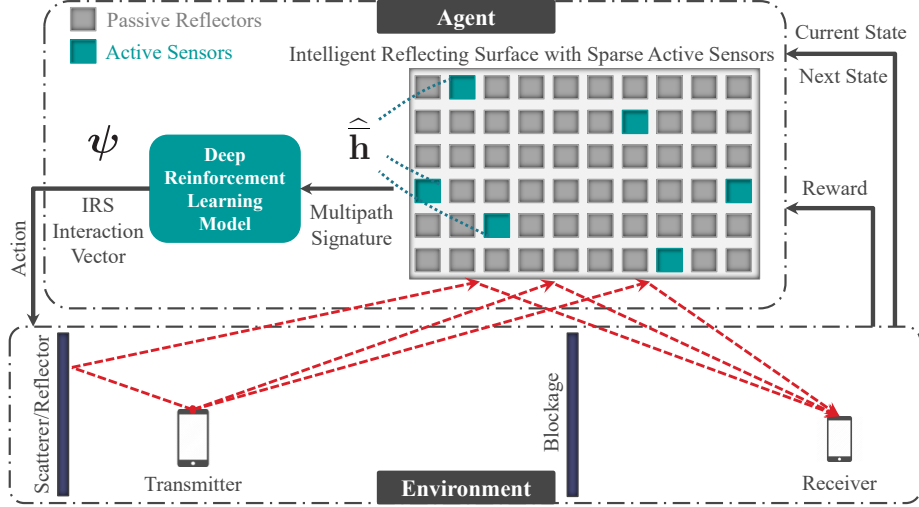 Agent
Passive Reflectors
Active Sensors
Intelligent Reflecting Surface with Sparse Active Sensors
Current State
Next State
Reward
ψ
ĥ̅
Deep
Reinforcement
Learning
Model
IRS
Interaction
Vector
Multipath
Signature
Action
Scatterer/Reflector
Transmitter
Blockage
Receiver
Environment